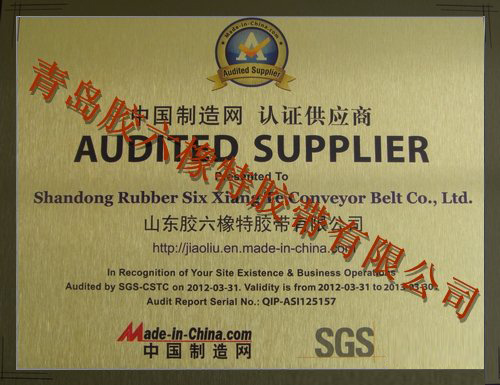 Made-in-China.com
Audited Supplier
中国制造网 认证供应商
AUDITED SUPPLIER
Presented To
Shandong Rubber Six Xiang Te Conveyor Belt Co., Ltd.
山东胶六橡特胶带有限公司
http://jiaoliu.en.made-in-china.com
In Recognition of Your Site Existence & Business Operations
Audited by SGS-CSTC on 2012-03-31. Validity is from 2012-03-31 to 2013-03-30.
Audit Report Serial No.: QIP-ASI125157
Made-in-China.com
中国制造网
SGS
青岛胶六橡特胶带有限公司